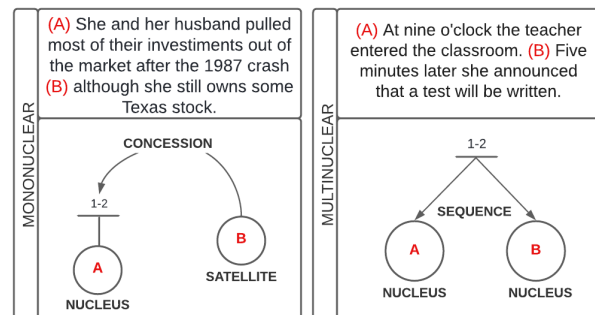 MONONUCLEAR
(A) She and her husband pulled
most of their investiments out of
the market after the 1987 crash
(B) although she still owns some
Texas stock.
CONCESSION
1-2
A
NUCLEUS
B
SATELLITE
MULTINUCLEAR
(A) At nine o'clock the teacher
entered the classroom. (B) Five
minutes later she announced
that a test will be written.
1-2
SEQUENCE
A
B
NUCLEUS
NUCLEUS